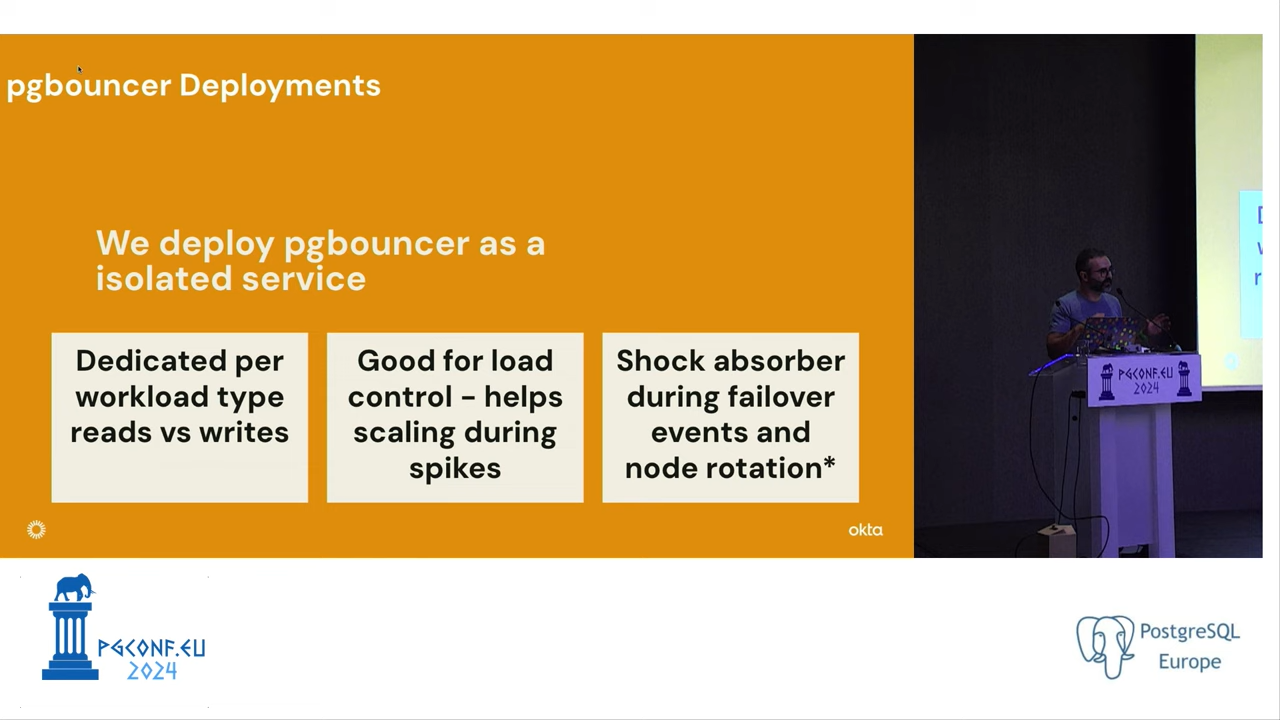 pgbouncer Deployments
We deploy pgbouncer as a
isolated service
Dedicated per
workload type
reads vs writes
Good for load
control - helps
scaling during
spikes
Shock absorber
during failover
events and
node rotation*
okta
PGCONF.EU
2024
PGCONF.EU
2024
PostgreSQL
Europe